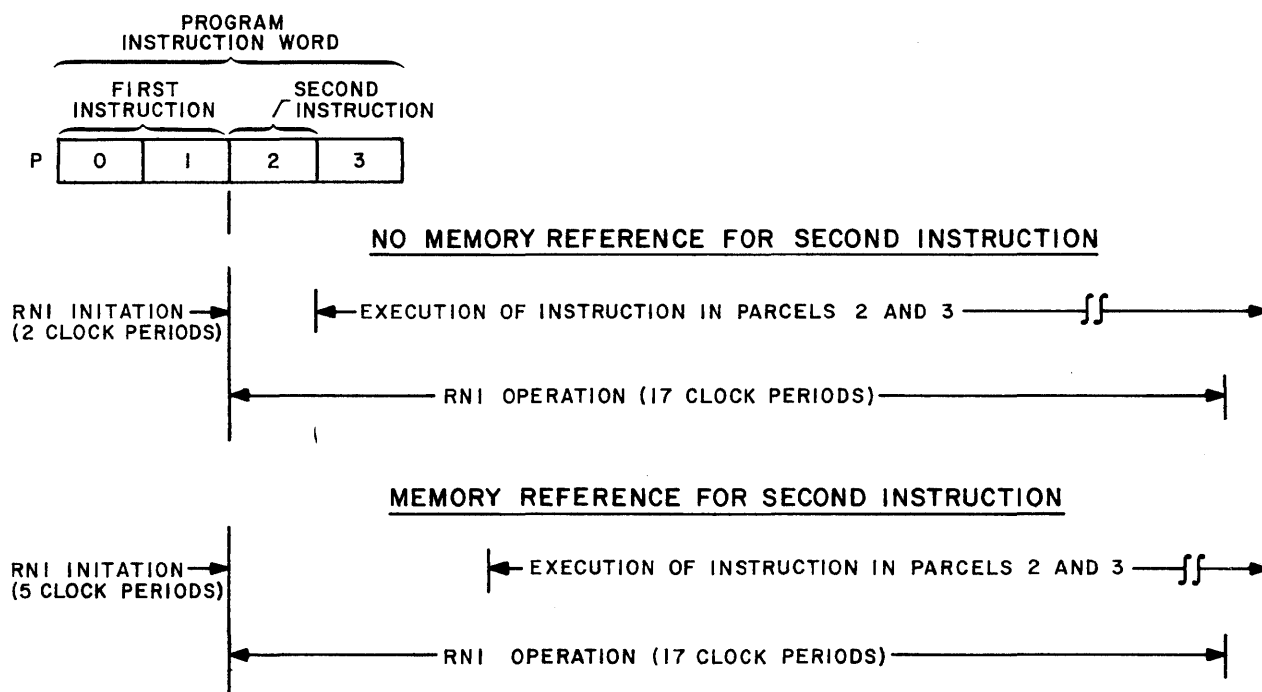 PROGRAM
INSTRUCTION WORD
FIRST
INSTRUCTION
SECOND
INSTRUCTION
P 0 1 2 3
NO MEMORY REFERENCE FOR SECOND INSTRUCTION
RNI INITATION
(2 CLOCK PERIODS)
EXECUTION OF INSTRUCTION IN PARCELS 2 AND 3
RNI OPERATION (17 CLOCK PERIODS)
MEMORY REFERENCE FOR SECOND INSTRUCTION
RNI INITATION
(5 CLOCK PERIODS)
EXECUTION OF INSTRUCTION IN PARCELS 2 AND 3
RNI OPERATION (17 CLOCK PERIODS)